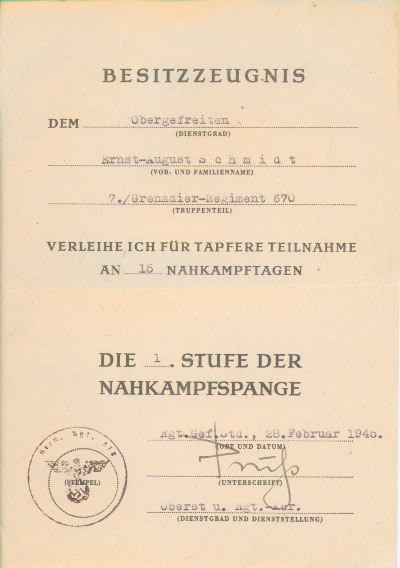 BESITZZEUGNIS
DEM Obergefreiten
(DIENSTGRAD)
Ernst-August Schmidt
(VOR- UND FAMILIENNAME)
7./Grenadier-Regiment 670
(TRUPPENTEIL)
VERLEIHE ICH FÜR TAPFERE TEILNAHME
AN 15 NAHKAMPFTAGEN
DIE 1. STUFE DER
NAHKAMPFSPANGE
Rgt.Gef.Std., 28.Februar 1945.
(ORT UND DATUM)
(STEMPEL)
(UNTERSCHRIFT)
Oberst u. Rgt.-Kdr.
(DIENSTGRAD UND DIENSTSTELLUNG)